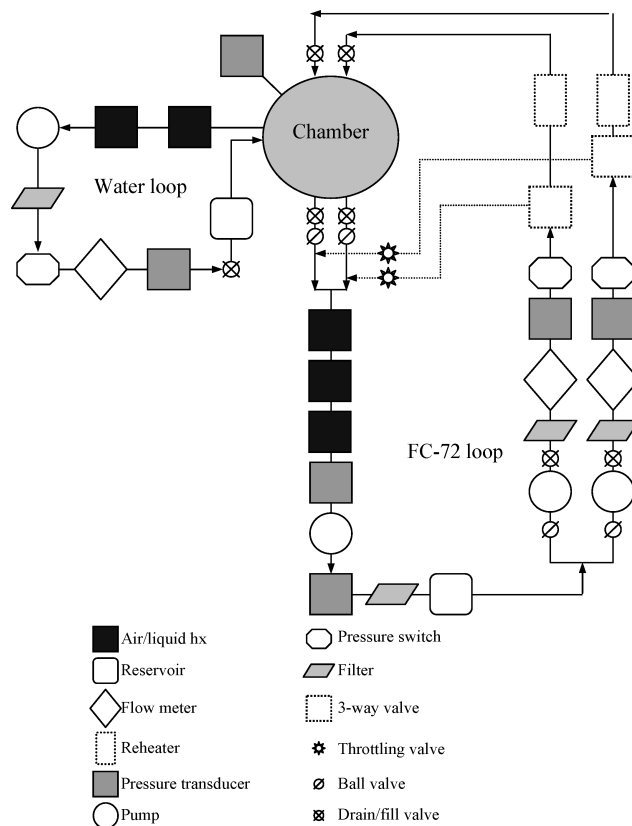 Chamber
Water loop
FC-72 loop
Air/liquid hx
Pressure switch
Reservoir
Filter
Flow meter
3-way valve
Reheater
Throttling valve
Pressure transducer
Ball valve
Pump
Drain/fill valve